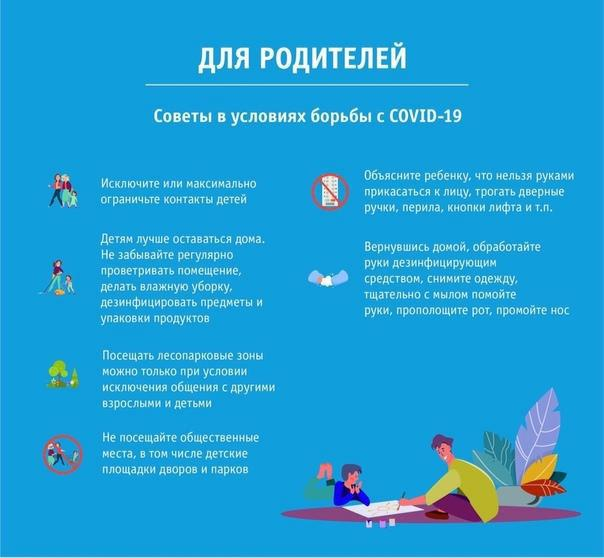 ДЛЯ РОДИТЕЛЕЙ
Советы в условиях борьбы с COVID-19
Исключите или максимально
ограничьте контакты детей
Детям лучше оставаться дома.
Не забывайте регулярно
проветривать помещение,
делать влажную уборку,
дезинфицировать предметы и
упаковки продуктов
Посещать лесопарковые зоны
можно только при условии
исключения общения с другими
взрослыми и детьми
Не посещайте общественные
места, в том числе детские
площадки дворов и парков
Объясните ребенку, что нельзя руками
прикасаться к лицу, трогать дверные
ручки, перила, кнопки лифта и т.п.
Вернувшись домой, обработайте
руки дезинфицирующим
средством, снимите одежду,
тщательно с мылом помойте
руки, прополощите рот, промойте нос